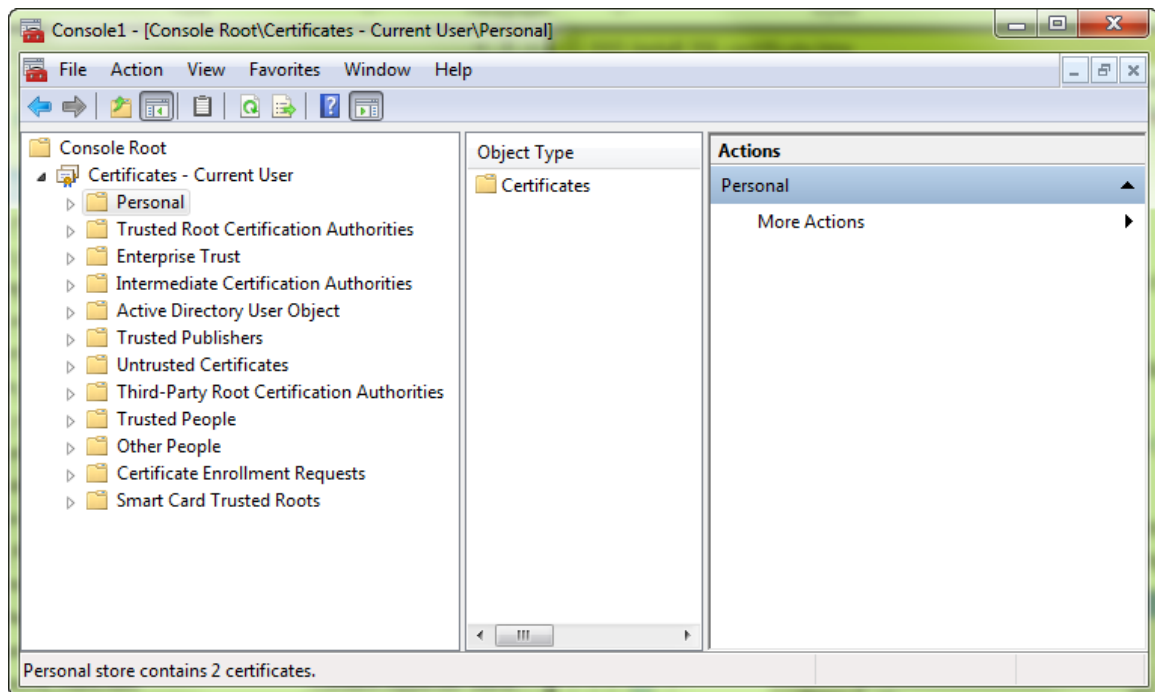 Console1 - [Console Root\Certificates - Current User\Personal]
File Action View Favorites Window Help
Console Root
Certificates - Current User
Personal
Trusted Root Certification Authorities
Enterprise Trust
Intermediate Certification Authorities
Active Directory User Object
Trusted Publishers
Untrusted Certificates
Third-Party Root Certification Authorities
Trusted People
Other People
Certificate Enrollment Requests
Smart Card Trusted Roots
Object Type
Certificates
Actions
Personal
More Actions
Personal store contains 2 certificates.